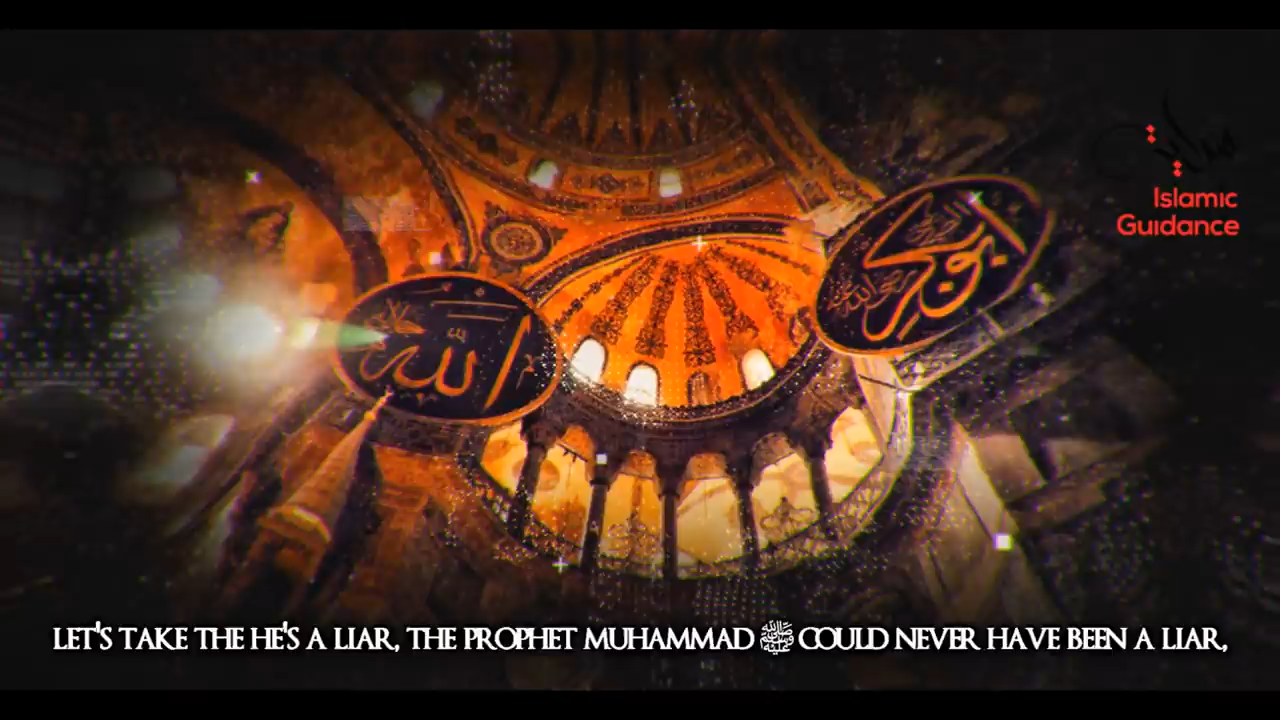 Islamic
Guidance
الله
ابو بكر
LET'S TAKE THE HE'S A LIAR, THE PROPHET MUHAMMAD ﷺ COULD NEVER HAVE BEEN A LIAR,